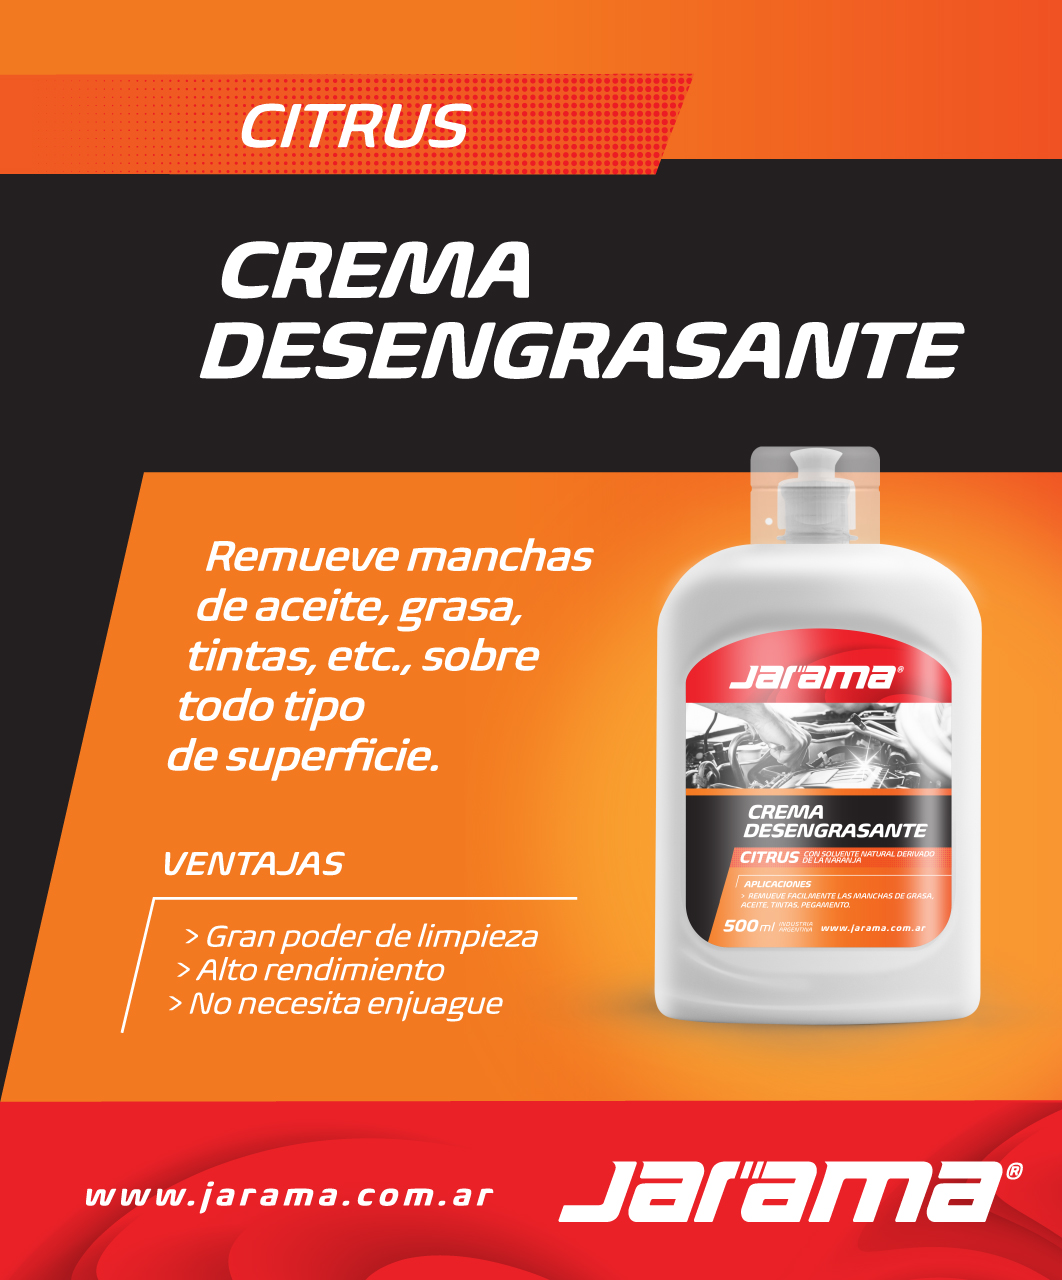 CITRUS
CREMA
DESENGRASANTE
Remueve manchas
de aceite, grasa,
tintas, etc., sobre
todo tipo
de superficie.
VENTAJAS
> Gran poder de limpieza
> Alto rendimiento
> No necesita enjuague
JARAMA®
CREMA
DESENGRASANTE
CITRUS CON SOLVENTE NATURAL DERIVADO
DE LA NARANJA
APLICACIONES
> REMUEVE FACILMENTE LAS MANCHAS DE GRASA,
ACEITE, TINTAS, PEGAMENTO.
500 ml INDUSTRIA
ARGENTINA www.jarama.com.ar
www.jarama.com.ar
JARAMA®